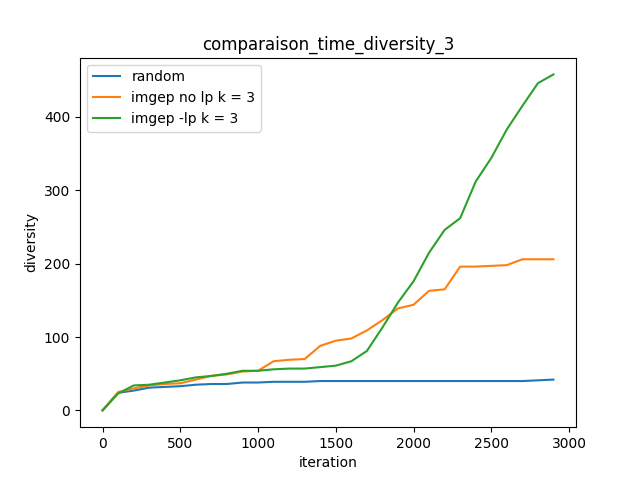 comparaison_time_diversity_3
random
imgep no lp k = 3
imgep -lp k = 3
diversity
400
300
200
100
0
0 500 1000 1500 2000 2500 3000
iteration